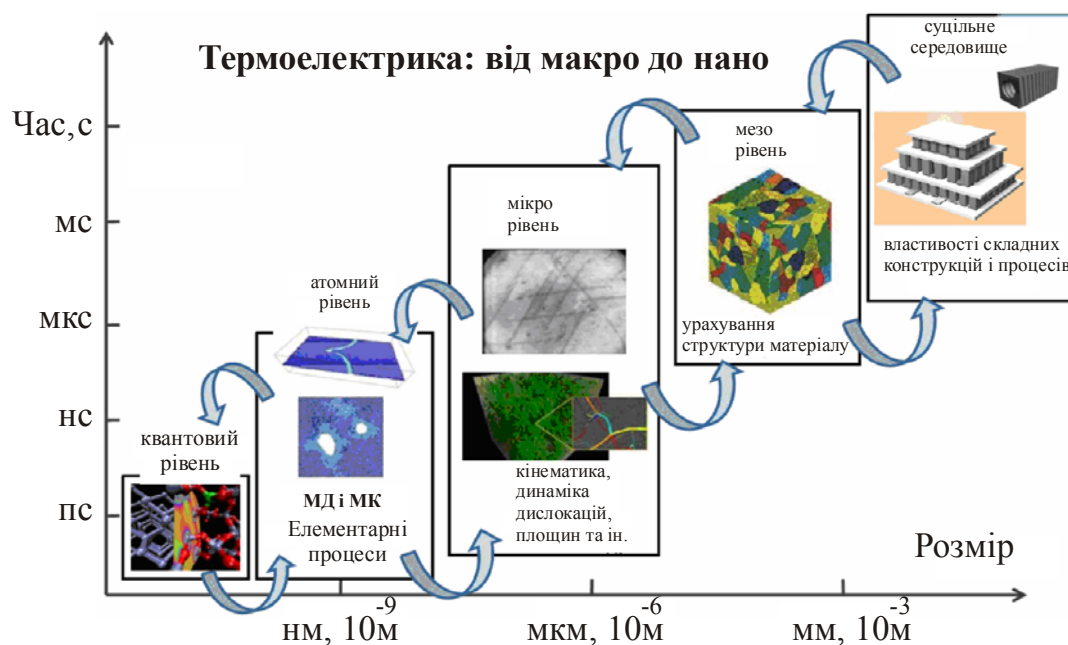 Термоелектрика: від макро до нано
суцільне
середовище
Час,с
мезо
рівень
мікро
рівень
мс
властивості складних
конструкцій і процесів
атомний
рівень
мкс
урахування
структури матеріалу
нс
квантовий
рівень
кінематика,
динаміка
дислокацій,
площин та ін.
МД і МК
Елементарні
процеси
пс
Розмір
нм, 10м -9
мкм, 10м -6
мм, 10м -3